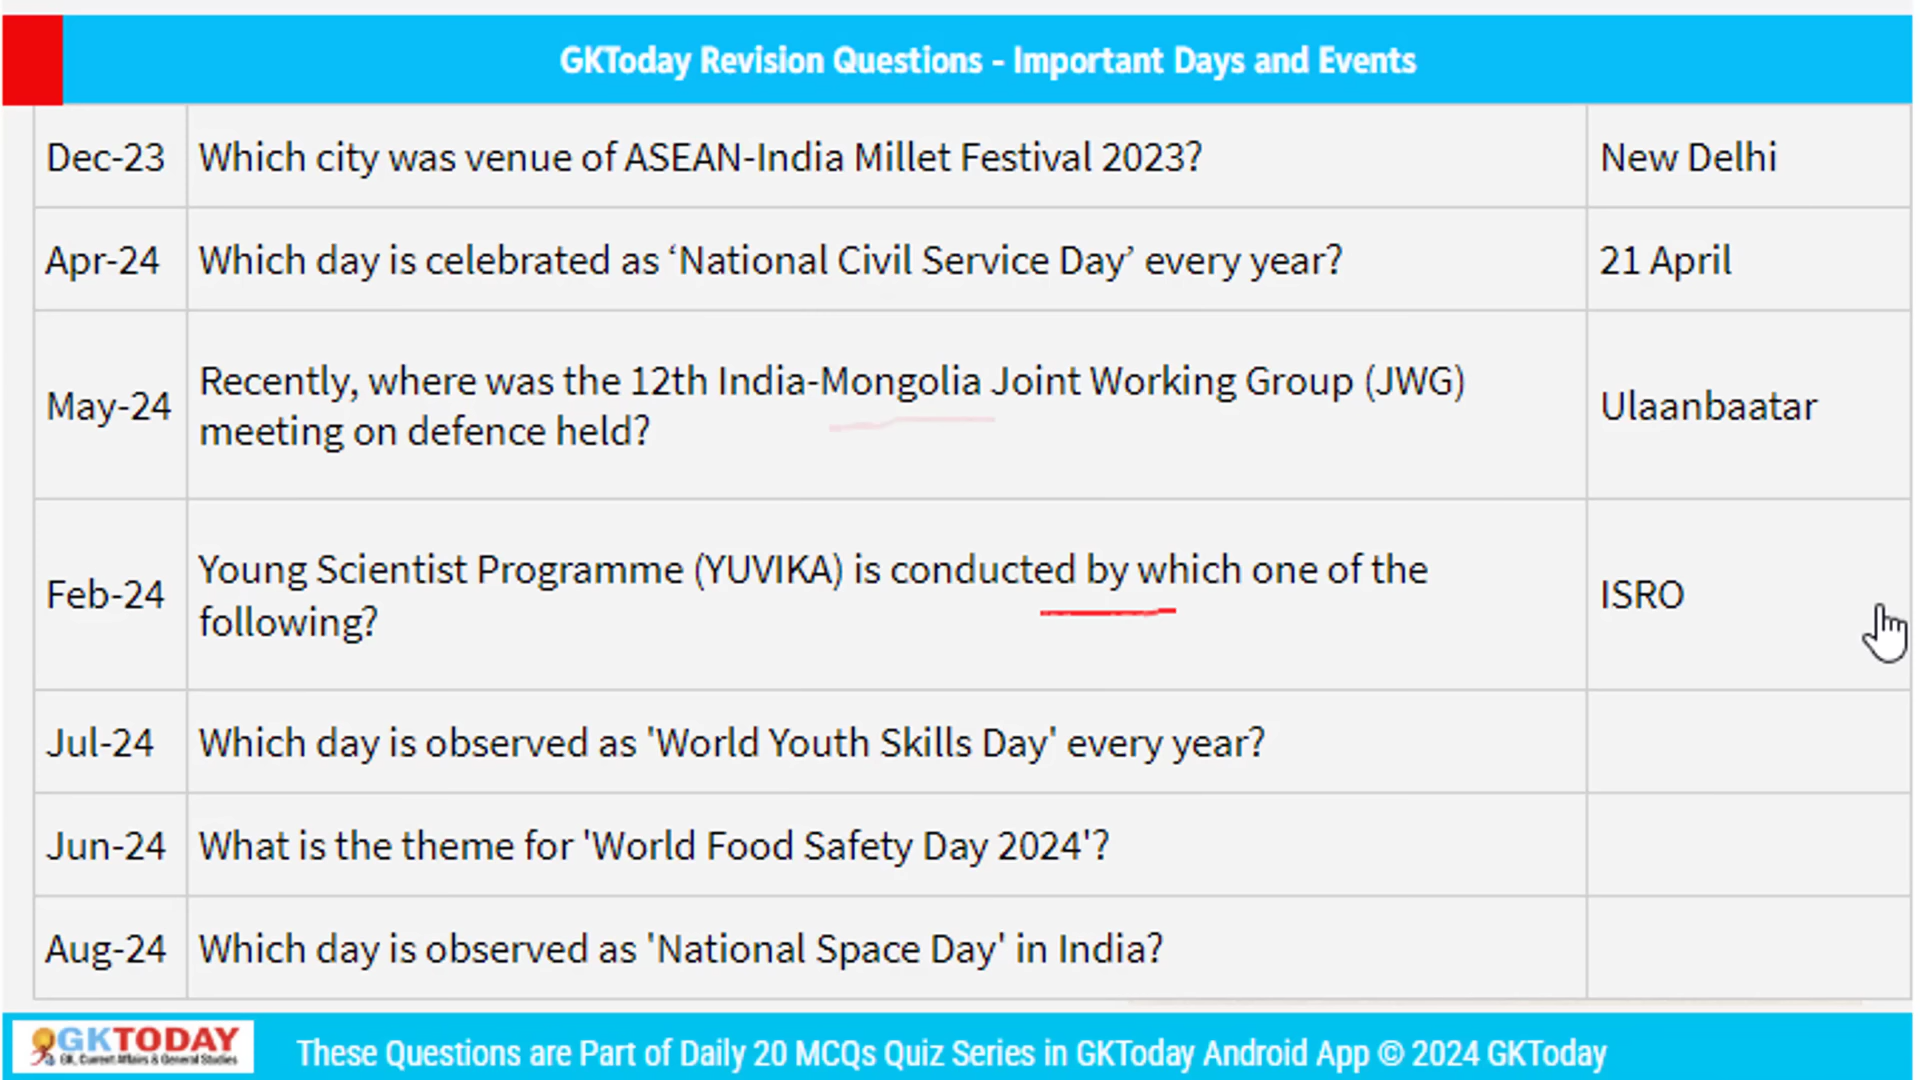 GKToday Revision Questions - Important Days and Events
Dec-23 Which city was venue of ASEAN-India Millet Festival 2023? New Delhi
Apr-24 Which day is celebrated as ‘National Civil Service Day’ every year? 21 April
May-24 Recently, where was the 12th India-Mongolia Joint Working Group (JWG)
meeting on defence held? Ulaanbaatar
Feb-24 Young Scientist Programme (YUVIKA) is conducted by which one of the
following? ISRO
Jul-24 Which day is observed as 'World Youth Skills Day' every year?
Jun-24 What is the theme for 'World Food Safety Day 2024'?
Aug-24 Which day is observed as 'National Space Day' in India?
GKTODAY
GK, Current Affairs & General Studies
These Questions are Part of Daily 20 MCQs Quiz Series in GKToday Android App © 2024 GKToday